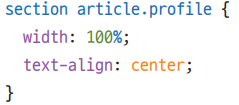 section article.profile {
  width: 100%;
  text-align: center;
}